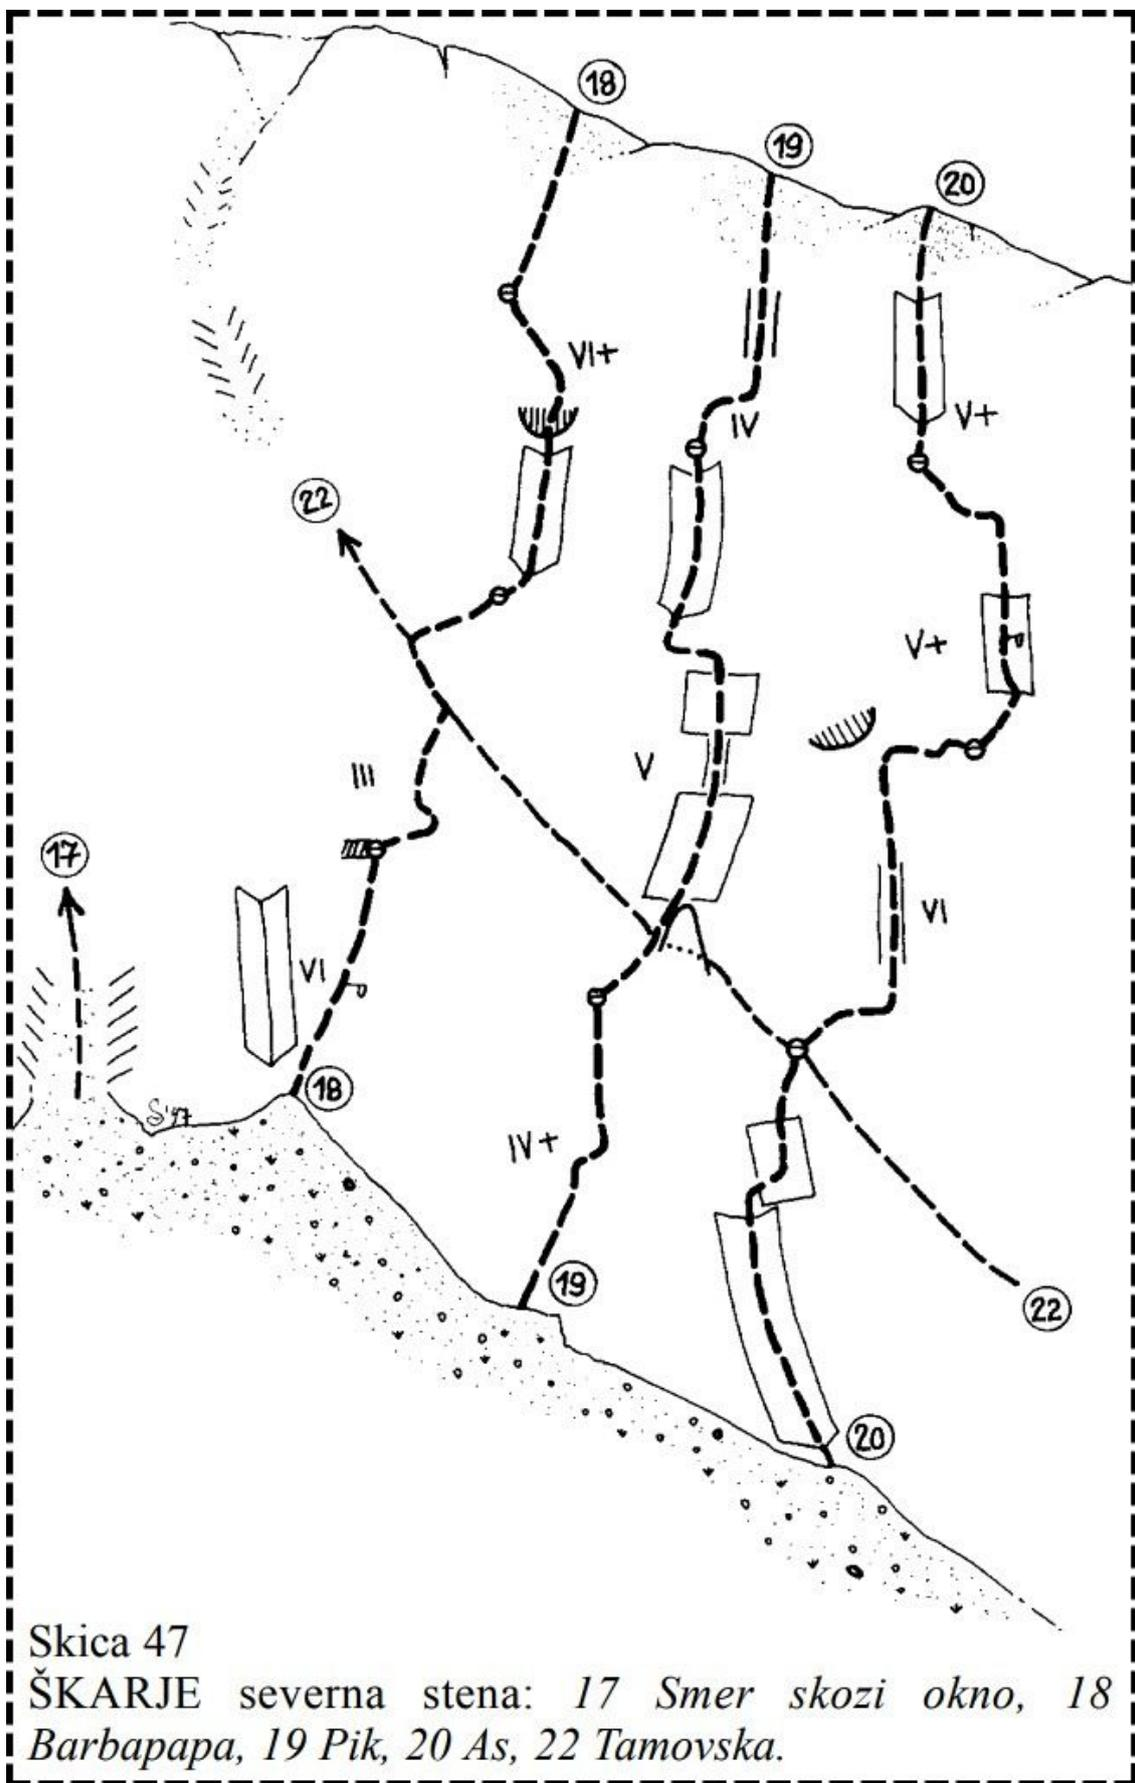 18
19
20
VI+
IV
V+
22
V+
III
V
17
VI
VI
18
S'97
IV+
19
22
20
Skica 47
ŠKARJE severna stena: 17 Smer skozi okno, 18
Barbapapa, 19 Pik, 20 As, 22 Tamovska.